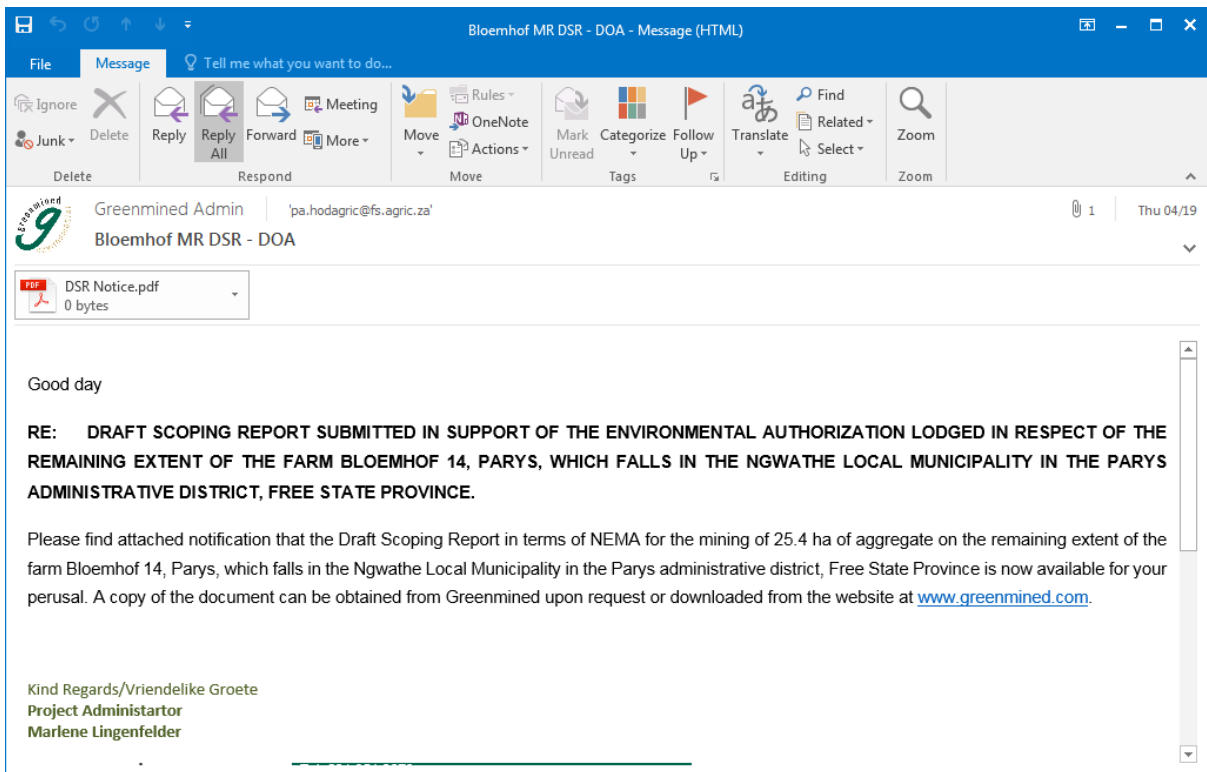 Bloemhof MR DSR - DOA - Message (HTML)
File Message Tell me what you want to do...
Ignore
Junk
Delete
Reply
Reply All
Forward
Meeting
More
Move
Rules
OneNote
Actions
Mark Unread
Categorize
Follow Up
Translate
Find
Related
Select
Zoom
Delete Respond Move Tags Editing Zoom
Greenmined
Greenmined Admin 'pa.hodagric@fs.agric.za' 1 Thu 04/19
Bloemhof MR DSR - DOA
PDF
DSR Notice.pdf
0 bytes
Good day
RE: DRAFT SCOPING REPORT SUBMITTED IN SUPPORT OF THE ENVIRONMENTAL AUTHORIZATION LODGED IN RESPECT OF THE
REMAINING EXTENT OF THE FARM BLOEMHOF 14, PARYS, WHICH FALLS IN THE NGWATHE LOCAL MUNICIPALITY IN THE PARYS
ADMINISTRATIVE DISTRICT, FREE STATE PROVINCE.
Please find attached notification that the Draft Scoping Report in terms of NEMA for the mining of 25.4 ha of aggregate on the remaining extent of the
farm Bloemhof 14, Parys, which falls in the Ngwathe Local Municipality in the Parys administrative district, Free State Province is now available for your
perusal. A copy of the document can be obtained from Greenmined upon request or downloaded from the website at www.greenmined.com.
Kind Regards/Vriendelike Groete
Project Administartor
Marlene Lingenfelder